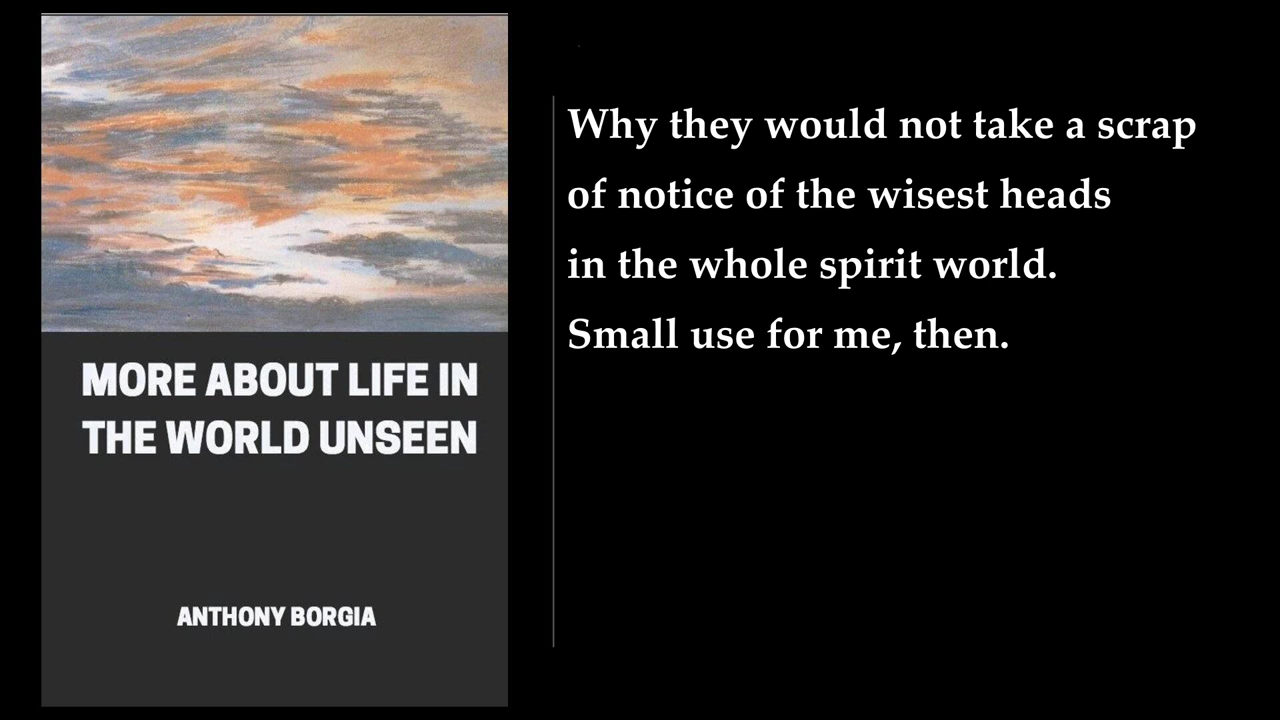 MORE ABOUT LIFE IN
THE WORLD UNSEEN
ANTHONY BORGIA
Why they would not take a scrap
of notice of the wisest heads
in the whole spirit world.
Small use for me, then.